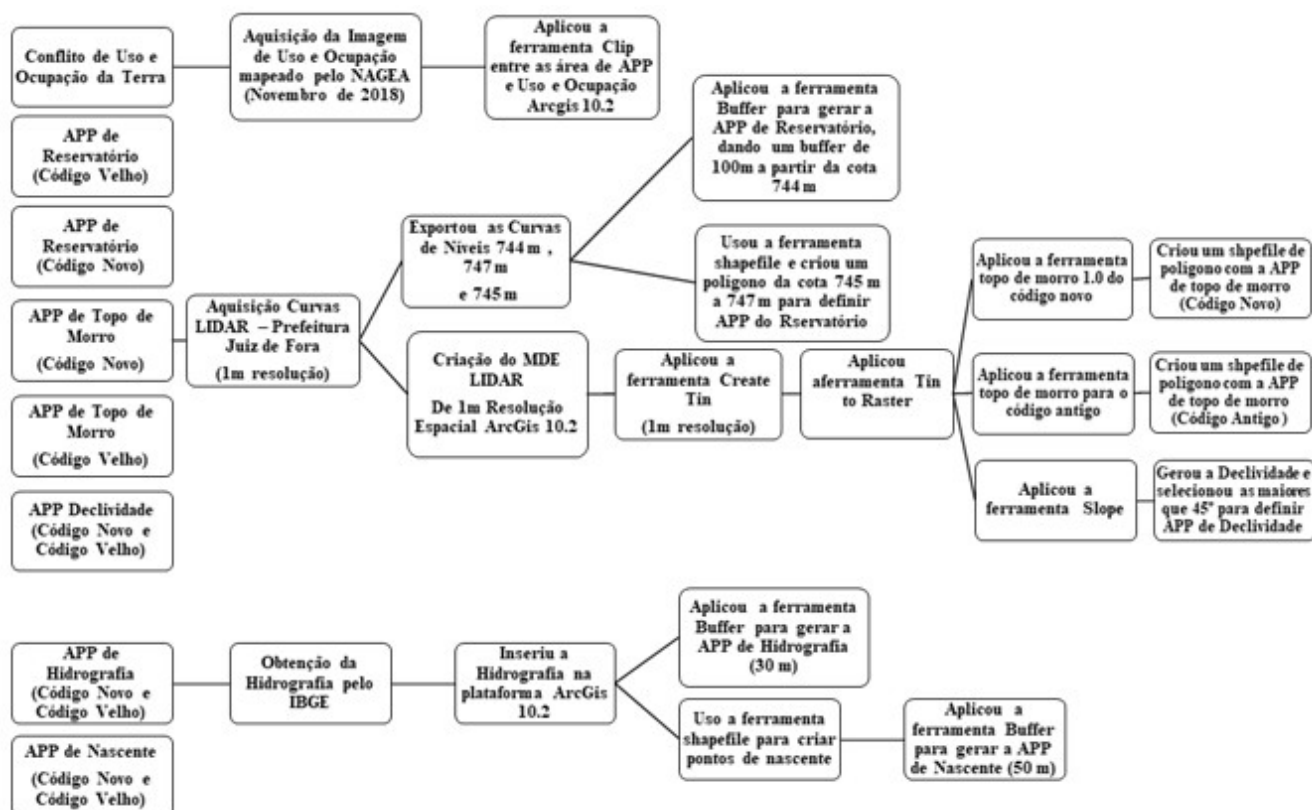 Conflito de Uso e
Ocupação da Terra
Aquisição da Imagem
de Uso e Ocupação
mapeado pelo NAGEA
(Novembro de 2018)
Aplicou a
ferramenta Clip
entre as área de APP
e Uso e Ocupação
Arcgis 10.2
APP de
Reservatório
(Código Velho)
APP de
Reservatório
(Código Novo)
APP de Topo de
Morro
(Código Novo)
APP de Topo de
Morro
(Código Velho)
APP Declividade
(Código Novo e
Código Velho)
Aquisição Curvas
LIDAR – Prefeitura
Juiz de Fora
(1m resolução)
Exportou as Curvas
de Níveis 744 m ,
747 m
e 745 m
Aplicou a ferramenta
Buffer para gerar a
APP de Reservatório,
dando um buffer de
100m a partir da cota
744 m
Usou a ferramenta
shapefile e criou um
polígono da cota 745 m
a 747 m para definir
APP do Rservatório
Criação do MDE
LIDAR
De 1m Resolução
Espacial ArcGis 10.2
Aplicou a
ferramenta Create
Tin
(1m resolução)
Aplicou
aferramenta Tin
to Raster
Aplicou a ferramenta
topo de morro 1.0 do
código novo
Criou um shpefile de
polígono com a APP
de topo de morro
(Código Novo)
Aplicou a ferramenta
topo de morro para o
código antigo
Criou um shpefile de
polígono com a APP
de topo de morro
(Código Antigo )
Aplicou a
ferramenta Slope
Gerou a Declividade e
selecionou as maiores
que 45º para definir
APP de Declividade
APP de
Hidrografia
(Código Novo e
Código Velho)
Obtenção da
Hidrografia pelo
IBGE
Inseriu a
Hidrografia na
plataforma ArcGis
10.2
Aplicou a ferramenta
Buffer para gerar a
APP de Hidrografia
(30 m)
Uso a ferramenta
shapefile para criar
pontos de nascente
Aplicou a
ferramenta Buffer
para gerar a APP
de Nascente (50 m)
APP de Nascente
(Código Novo e
Código Velho)